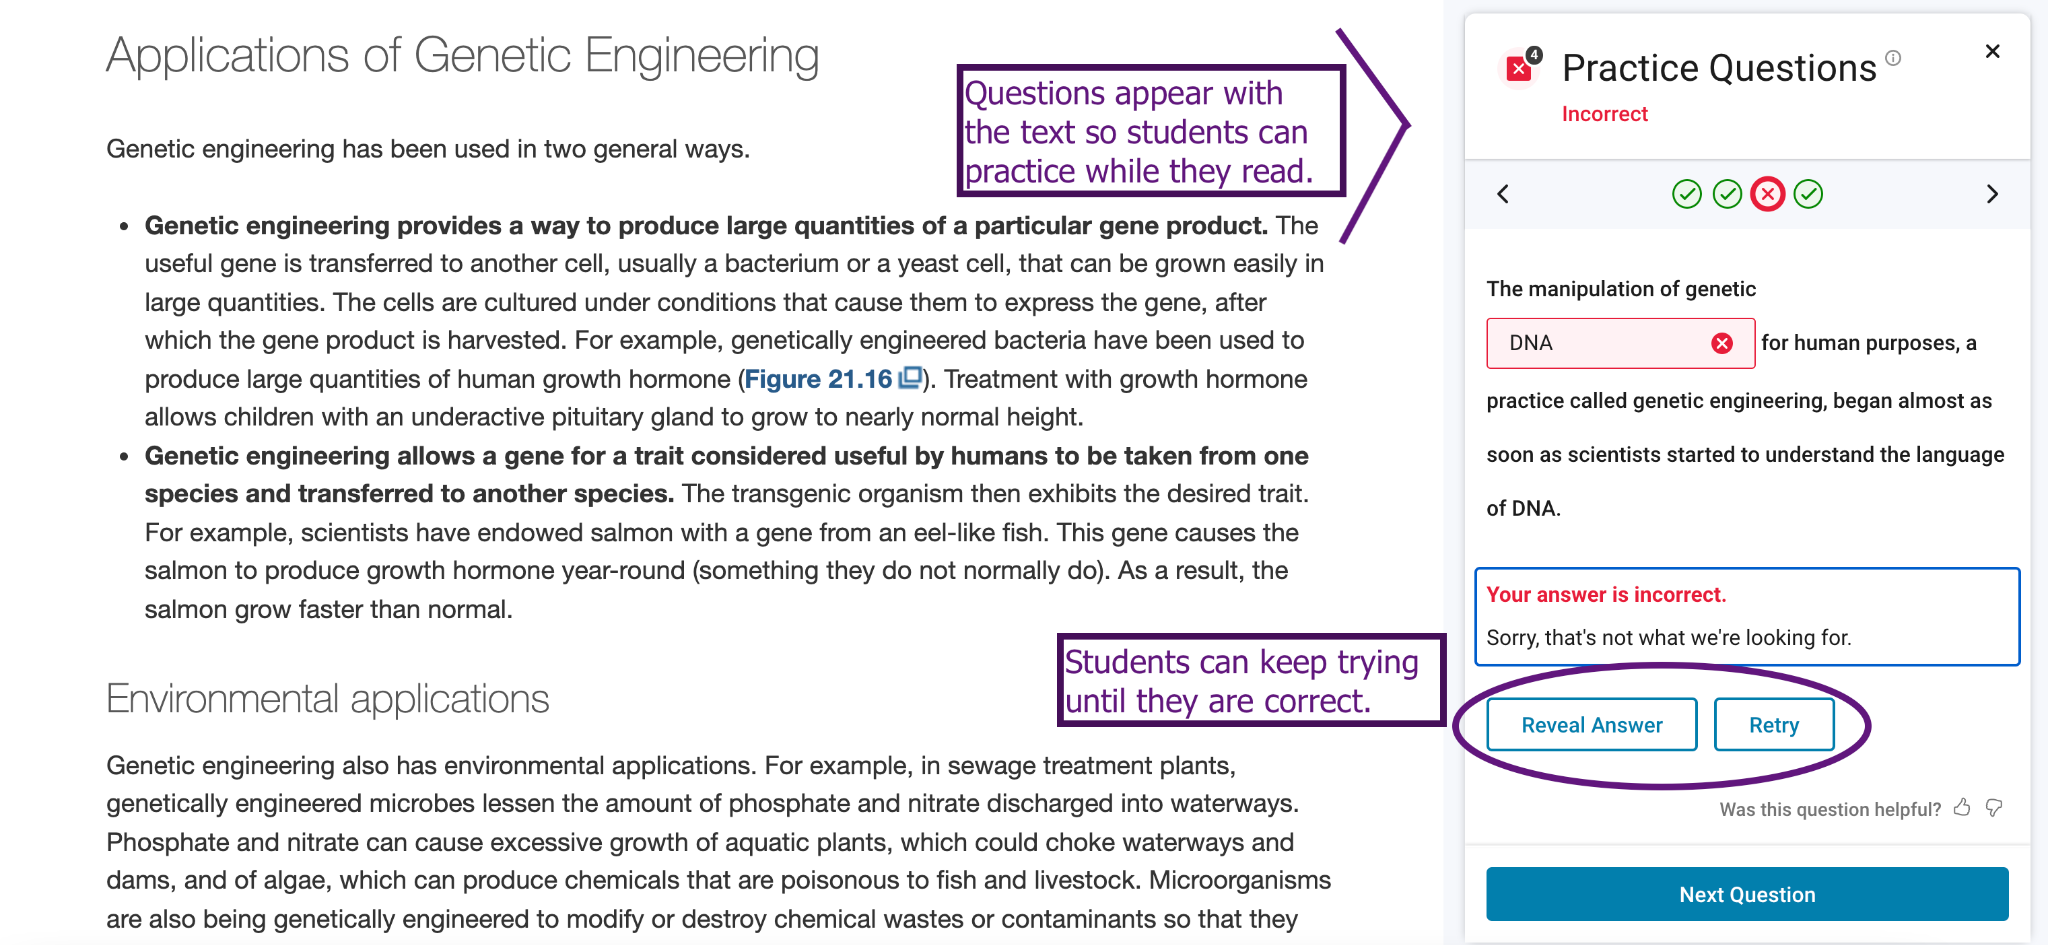 Applications of Genetic Engineering
Genetic engineering has been used in two general ways.
• Genetic engineering provides a way to produce large quantities of a particular gene product. The
useful gene is transferred to another cell, usually a bacterium or a yeast cell, that can be grown easily in
large quantities. The cells are cultured under conditions that cause them to express the gene, after
which the gene product is harvested. For example, genetically engineered bacteria have been used to
produce large quantities of human growth hormone (Figure 21.16). Treatment with growth hormone
allows children with an underactive pituitary gland to grow to nearly normal height.
• Genetic engineering allows a gene for a trait considered useful by humans to be taken from one
species and transferred to another species. The transgenic organism then exhibits the desired trait.
For example, scientists have endowed salmon with a gene from an eel-like fish. This gene causes the
salmon to produce growth hormone year-round (something they do not normally do). As a result, the
salmon grow faster than normal.
Environmental applications
Genetic engineering also has environmental applications. For example, in sewage treatment plants,
genetically engineered microbes lessen the amount of phosphate and nitrate discharged into waterways.
Phosphate and nitrate can cause excessive growth of aquatic plants, which could choke waterways and
dams, and of algae, which can produce chemicals that are poisonous to fish and livestock. Microorganisms
are also being genetically engineered to modify or destroy chemical wastes or contaminants so that they
Questions appear with
the text so students can
practice while they read.
Students can keep trying
until they are correct.
4
Practice Questions
Incorrect
The manipulation of genetic
DNA for human purposes, a
practice called genetic engineering, began almost as
soon as scientists started to understand the language
of DNA.
Your answer is incorrect.
Sorry, that's not what we're looking for.
Reveal Answer Retry
Was this question helpful?
Next Question